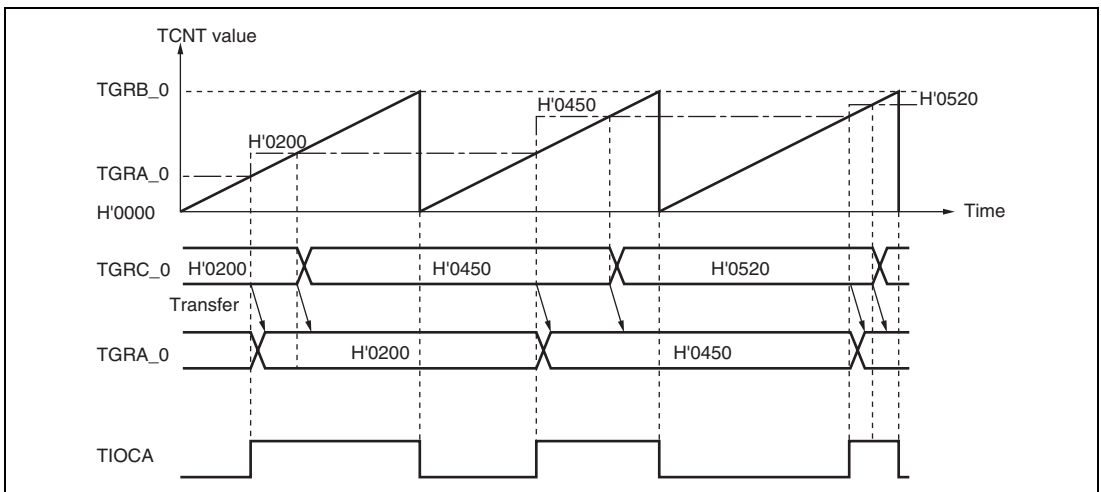 TCNT value
TGRB_0
H'0450
H'0520
H'0200
TGRA_0
H'0000
Time
TGRC_0 H'0200 H'0450 H'0520
Transfer
TGRA_0 H'0200 H'0450
TIOCA